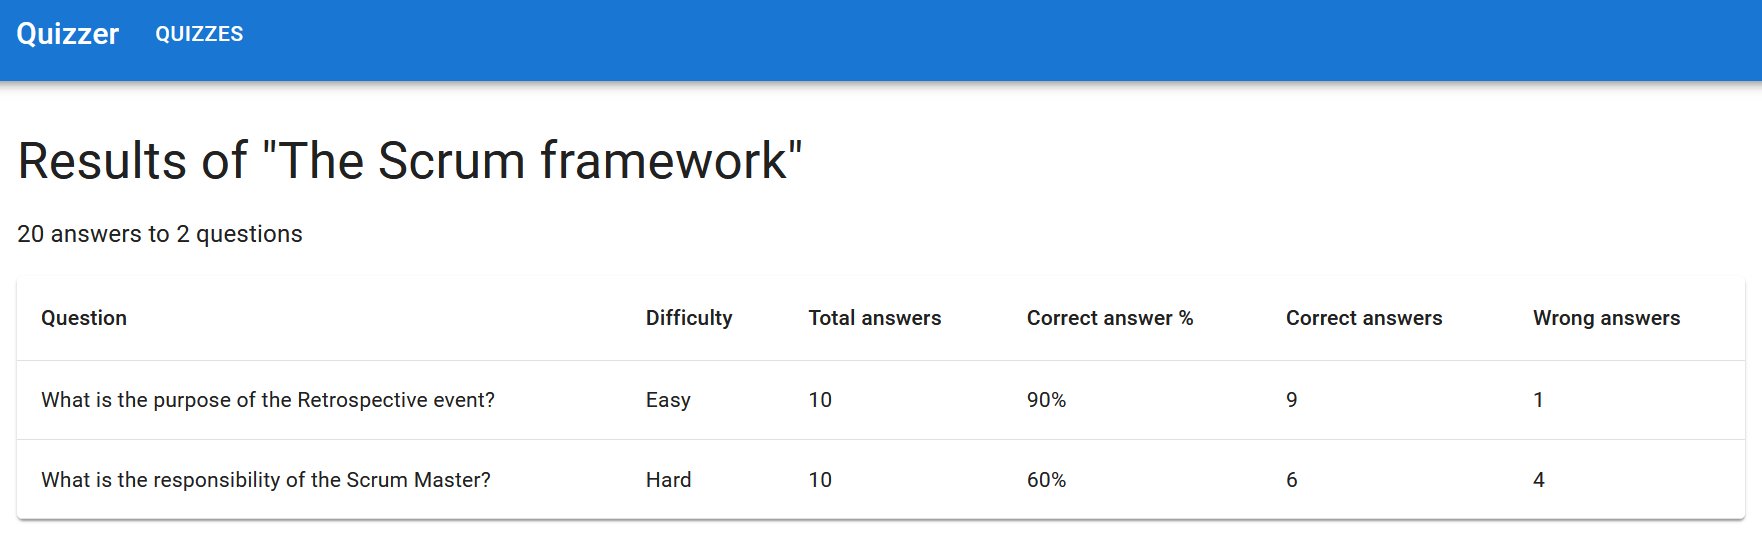 Quizzer QUIZZES
Results of "The Scrum framework"
20 answers to 2 questions
Question Difficulty Total answers Correct answer % Correct answers Wrong answers
What is the purpose of the Retrospective event? Easy 10 90% 9 1
What is the responsibility of the Scrum Master? Hard 10 60% 6 4